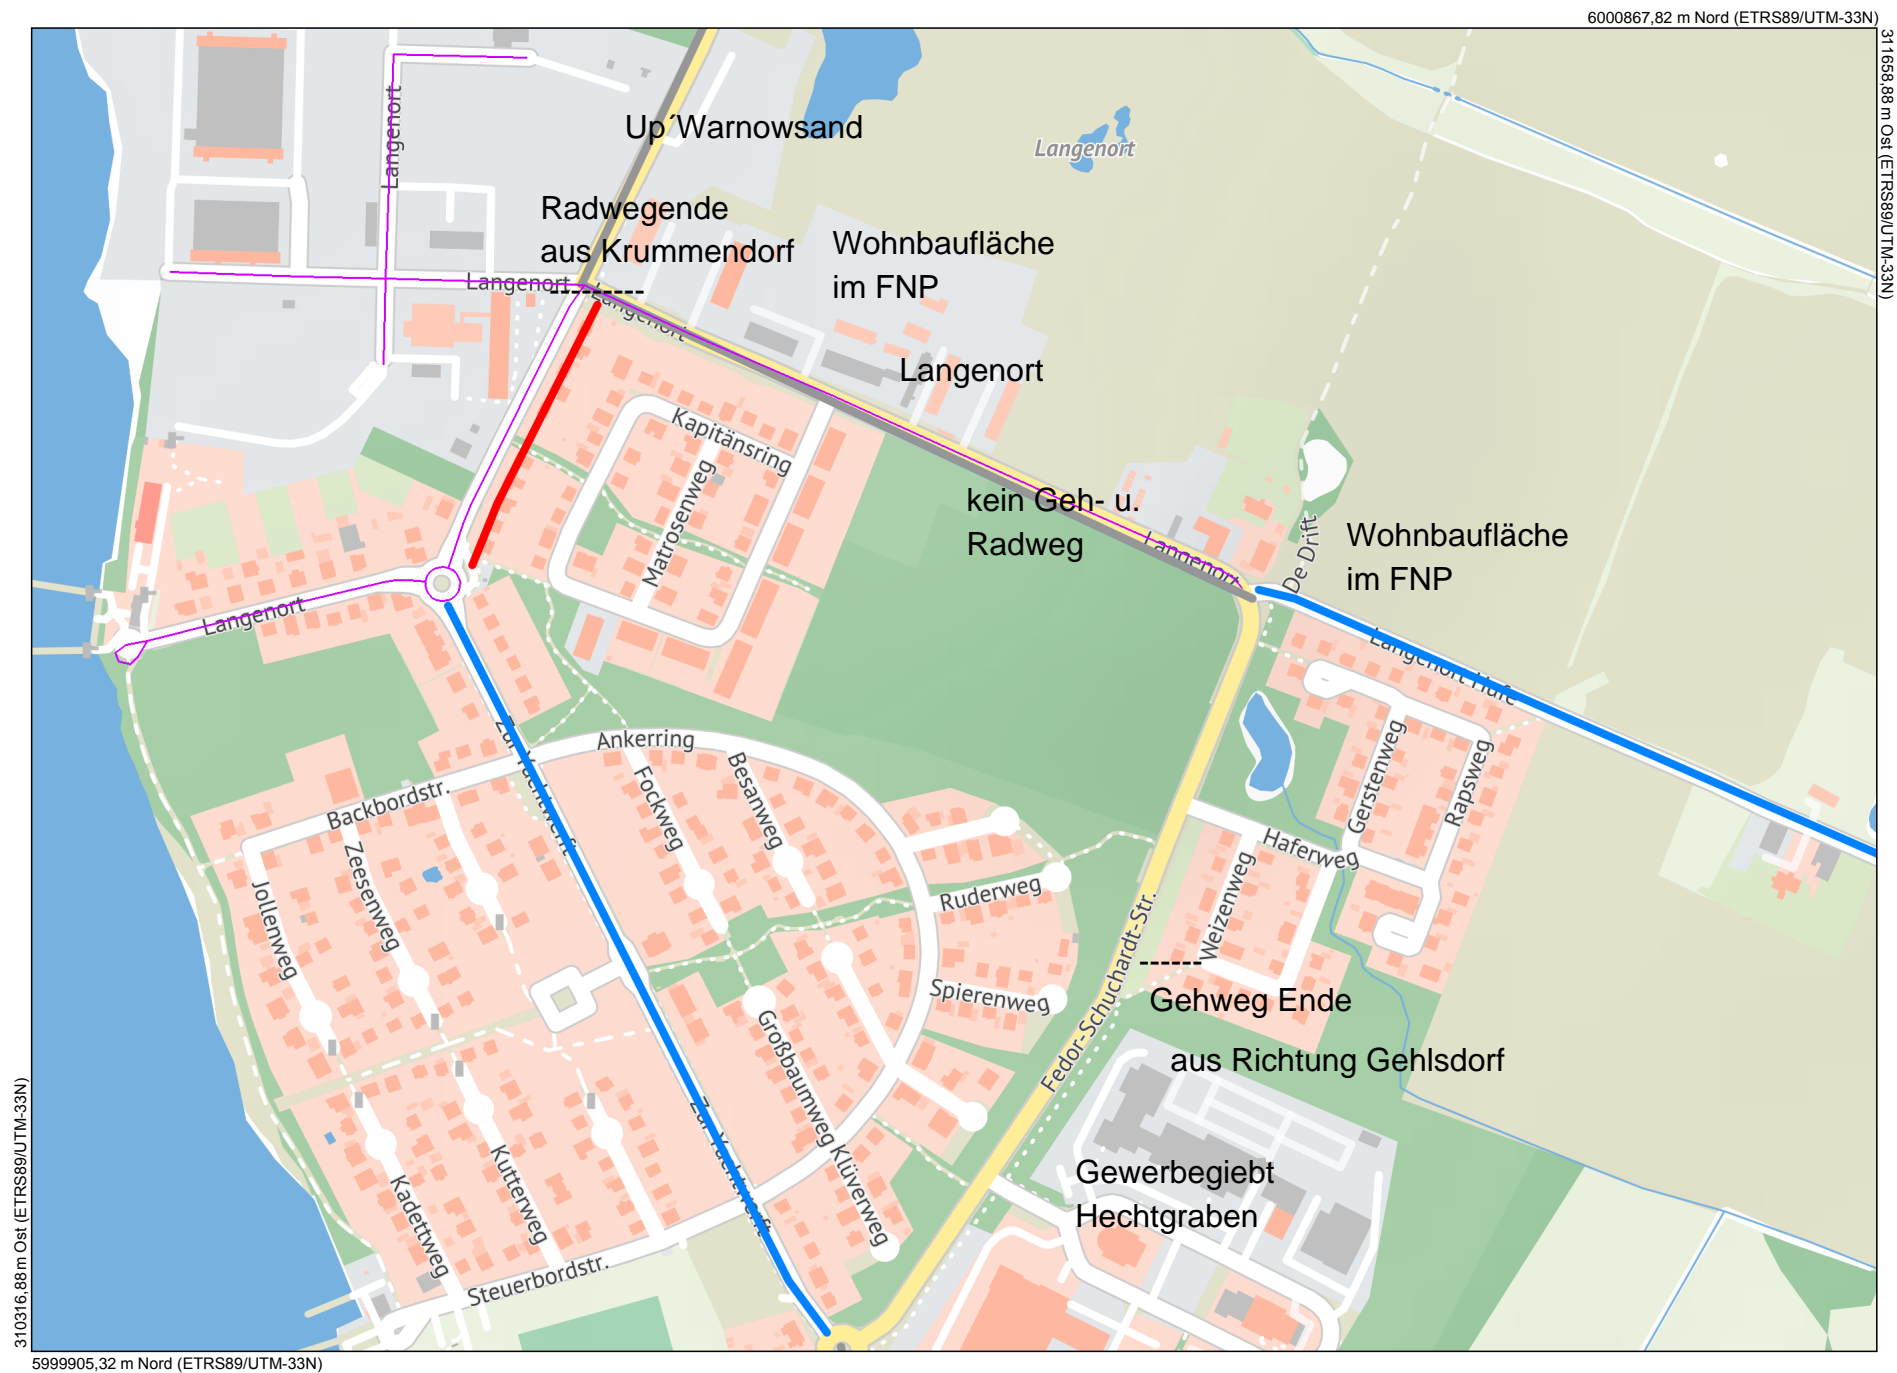 6000867,82 m Nord (ETRS89/UTM-33N)
311658,88 m Ost (ETRS89/UTM-33N)
Langenort
Up´Warnowsand
Langenort
Radwegende
aus Krummendorf
Wohnbaufläche
im FNP
Langenort
Langenort
Langenort
Kapitänsring
Matrosenweg
kein Geh- u.
Radweg
Langenort
De Drift
Wohnbaufläche
im FNP
Langenort
Langenort Hufe
Zur Yachtwerft
Ankerring
Fockweg
Besanweg
Backbordstr.
Zeesenweg
Jollenweg
Gerstenweg
Rapsweg
Haferweg
Weizenweg
Ruderweg
Spierenweg
Fedor-Schuchardt-Str.
Gehweg Ende
aus Richtung Gehlsdorf
Großbaumweg
Klüverweg
Zur Yachtwerft
Kutterweg
Kadettweg
Steuerbordstr.
Gewerbegiebt
Hechtgraben
310316,88 m Ost (ETRS89/UTM-33N)
5999905,32 m Nord (ETRS89/UTM-33N)